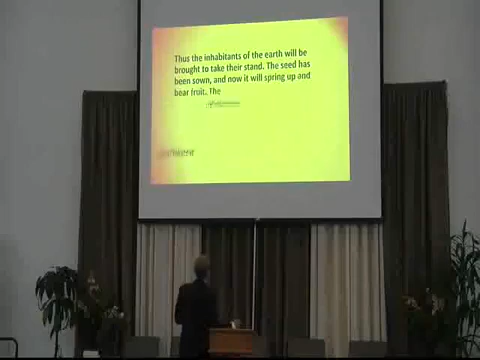 Thus the inhabitants of the earth will be
brought to take their stand. The seed has
been sown, and now it will spring up and
bear fruit. The